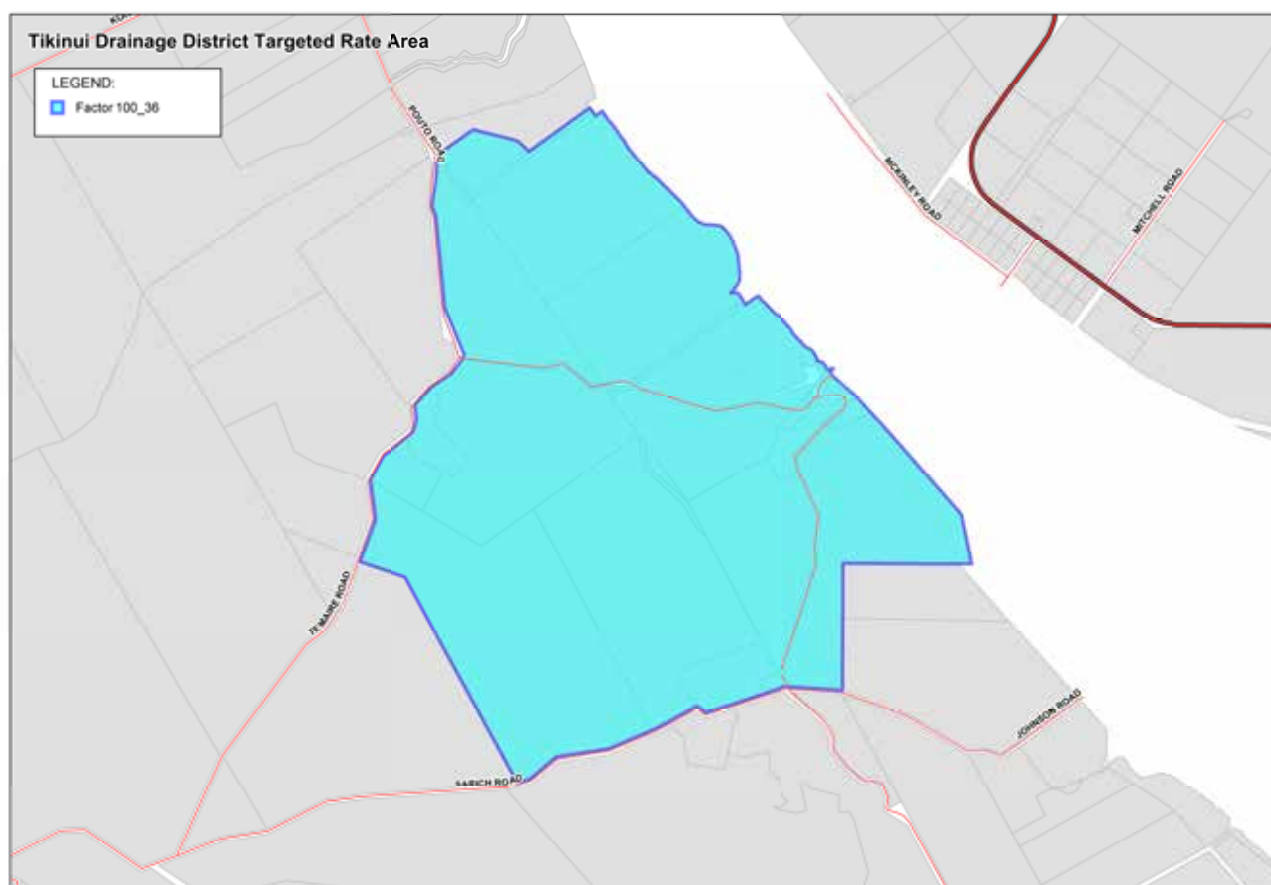 Tikinui Drainage District Targeted Rate Area
LEGEND:
Factor 100_36
POUTO ROAD
MCKINLEY ROAD
MITCHELL ROAD
TE MAIRE ROAD
JOHNSON ROAD
SARICH ROAD